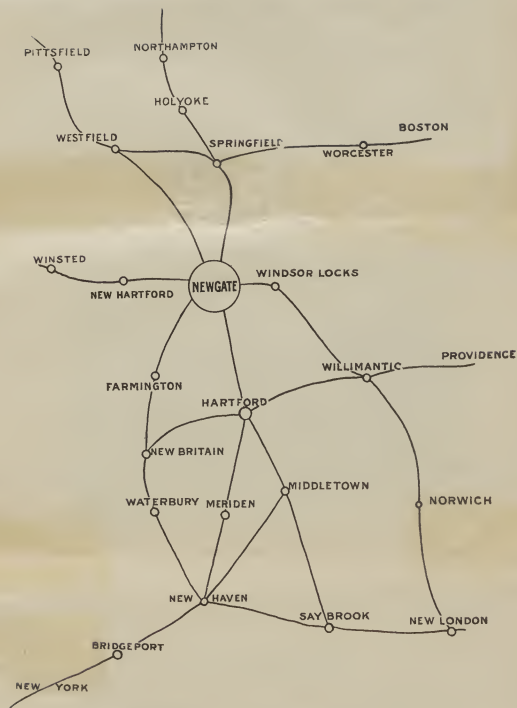 NORTHAMPTON
PITTSFIELD
HOLYOKE
BOSTON
WESTFIELD
SPRINGFIELD
WORCESTER
WINSTED
WINDSOR LOCKS
NEWGATE
NEW HARTFORD
PROVIDENCE
WILLIMANTIC
FARMINGTON
HARTFORD
NEW BRITAIN
MIDDLETOWN
WATERBURY
MERIDEN
NORWICH
NEW HAVEN
SAY BROOK
NEW LONDON
BRIDGEPORT
NEW YORK